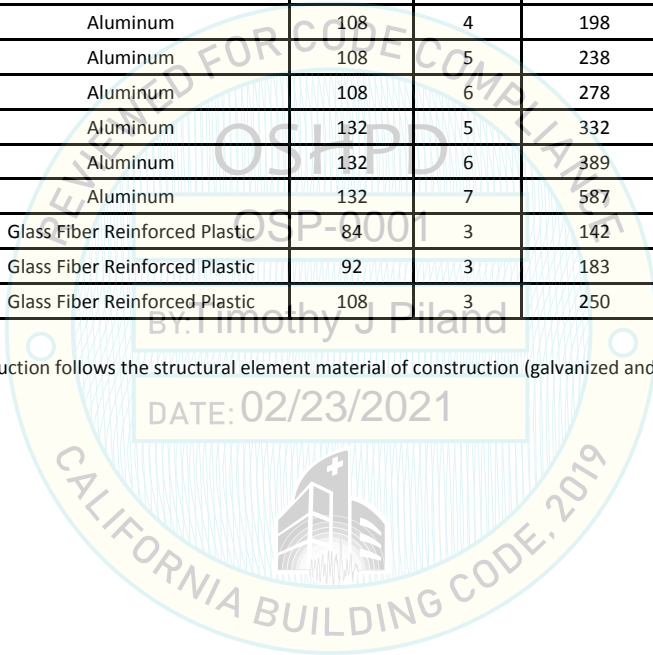 Aluminum 108 4 198
Aluminum 108 5 238
Aluminum 108 6 278
Aluminum 132 5 332
Aluminum 132 6 389
Aluminum 132 7 587
Glass Fiber Reinforced Plastic 84 3 142
Glass Fiber Reinforced Plastic 92 3 183
Glass Fiber Reinforced Plastic 108 3 250
uction follows the structural element material of construction (galvanized and
REVIEWED FOR CODE COMPLIANCE
OSHPD
OSP-0001
BY: Timothy J Piland
DATE: 02/23/2021
CALIFORNIA BUILDING CODE, 2019